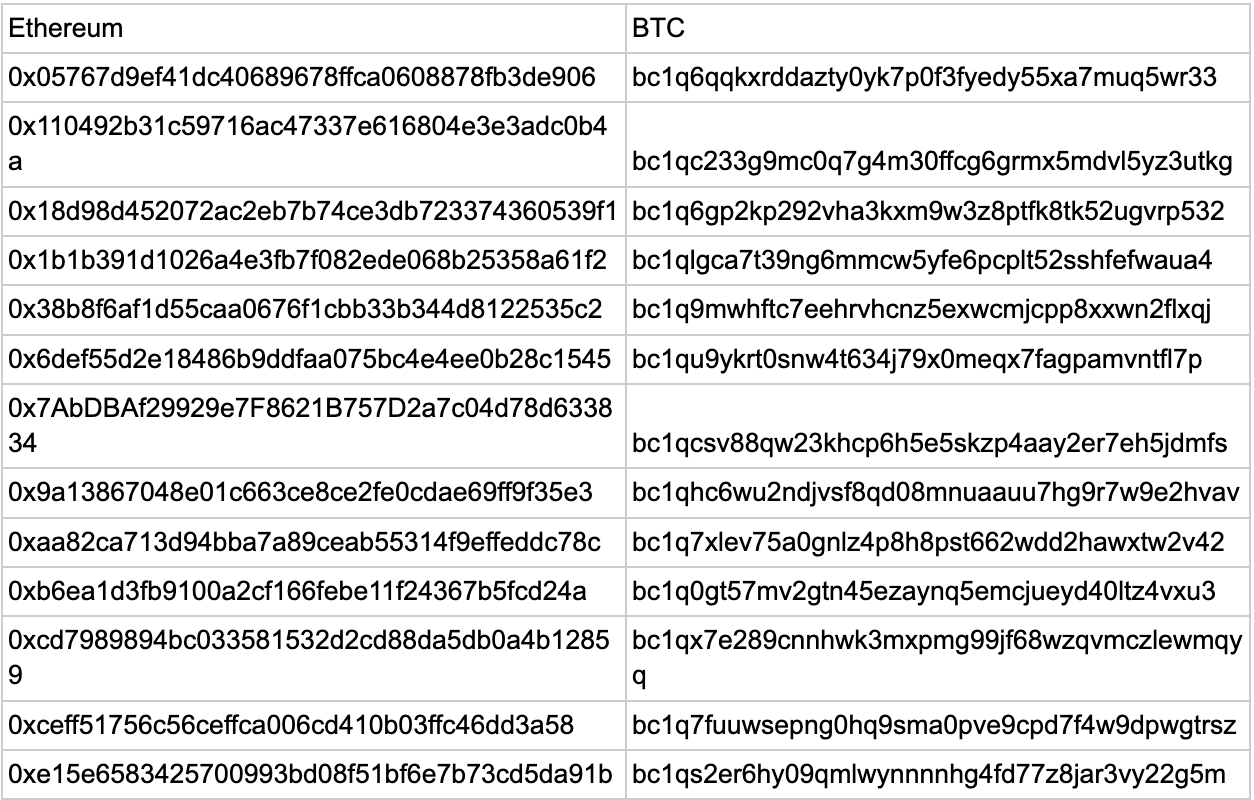 Ethereum
BTC
0x05767d9ef41dc40689678ffca0608878fb3de906
bc1q6qqkxrddazty0yk7p0f3fyedy55xa7muq5wr33
0x110492b31c59716ac47337e616804e3e3adc0b4
a
bc1qc233g9mc0q7g4m30ffcg6grmx5mdvl5yz3utkg
0x18d98d452072ac2eb7b74ce3db723374360539f1
bc1q6gp2kp292vha3kxm9w3z8ptfk8tk52ugvrp532
0x1b1b391d1026a4e3fb7f082ede068b25358a61f2
bc1qlgca7t39ng6mmcw5yfe6pcplt52sshfefwaua4
0x38b8f6af1d55caa0676f1cbb33b344d8122535c2
bc1q9mwhftc7eehrvhcnz5exwcmjcpp8xxwn2flxqj
0x6def55d2e18486b9ddfaa075bc4e4ee0b28c1545
bc1qu9ykrt0snw4t634j79x0meqx7fagpamvntfl7p
0x7AbDBAf29929e7F8621B757D2a7c04d78d6338
34
bc1qcsv88qw23khcp6h5e5skzp4aay2er7eh5jdmfs
0x9a13867048e01c663ce8ce2fe0cdae69ff9f35e3
bc1qhc6wu2ndjvsf8qd08mnuaauu7hg9r7w9e2hvav
0xaa82ca713d94bba7a89ceab55314f9effeddc78c
bc1q7xlev75a0gnlz4p8h8pst662wdd2hawxtw2v42
0xb6ea1d3fb9100a2cf166febe11f24367b5fcd24a
bc1q0gt57mv2gtn45ezaynq5emcjueyd40ltz4vxu3
0xcd7989894bc033581532d2cd88da5db0a4b1285
9
bc1qx7e289cnnhwk3mxpmg99jf68wzqvmczlewmqy
q
0xceff51756c56ceffca006cd410b03ffc46dd3a58
bc1q7fuuwsepng0hq9sma0pve9cpd7f4w9dpwgtrsz
0xe15e6583425700993bd08f51bf6e7b73cd5da91b
bc1qs2er6hy09qmlwynnnnhg4fd77z8jar3vy22g5m